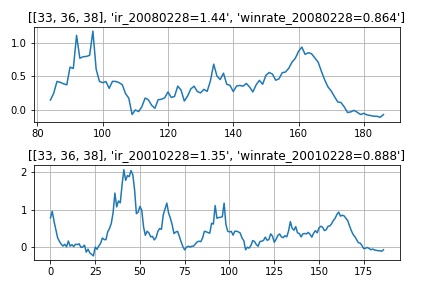 [[33, 36, 38], 'ir_20080228=1.44', 'winrate_20080228=0.864']
1.0
0.5
0.0
80 100 120 140 160 180
[[33, 36, 38], 'ir_20010228=1.35', 'winrate_20010228=0.888']
2
1
0
0 25 50 75 100 125 150 175